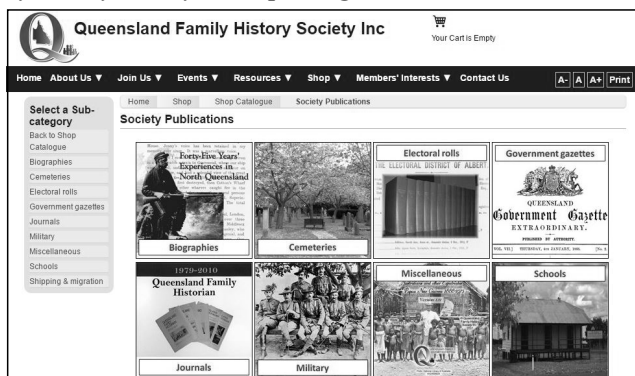 Queensland Family History Society Inc
Your Cart is Empty
Home About Us ▼ Join Us ▼ Events ▼ Resources ▼ Shop ▼ Members' Interests ▼ Contact Us A- A A+ Print
Select a Sub-category
Back to Shop Catalogue
Biographies
Cemeteries
Electoral rolls
Government gazettes
Journals
Military
Miscellaneous
Schools
Shipping & migration
Home Shop Shop Catalogue Society Publications
Society Publications
Forty-Five Years'
Experiences in
North Queensland
Biographies
Cemeteries
Electoral rolls
THE ELECTORAL DISTRICT OF ALBERT
Government gazettes
QUEENSLAND
Government Gazette
EXTRAORDINARY.
PUBLISHED BY AUTHORITY.
1979-2010
Queensland Family
Historian
Journals
Military
Miscellaneous
Schools